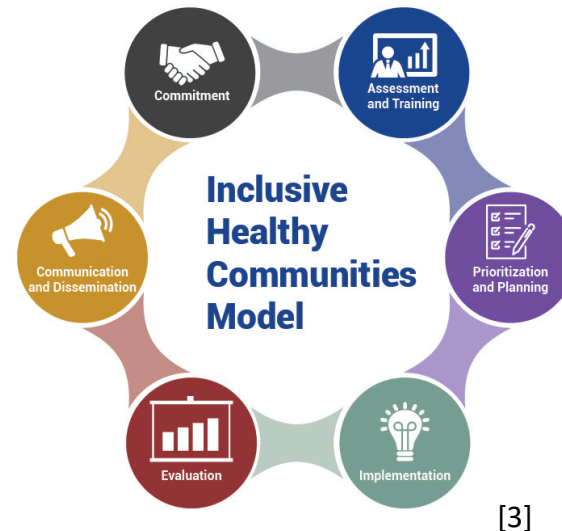 Commitment
Assessment
and Training
Inclusive
Healthy
Communities
Model
Communication
and Dissemination
Prioritization
and Planning
Evaluation
Implementation
[3]